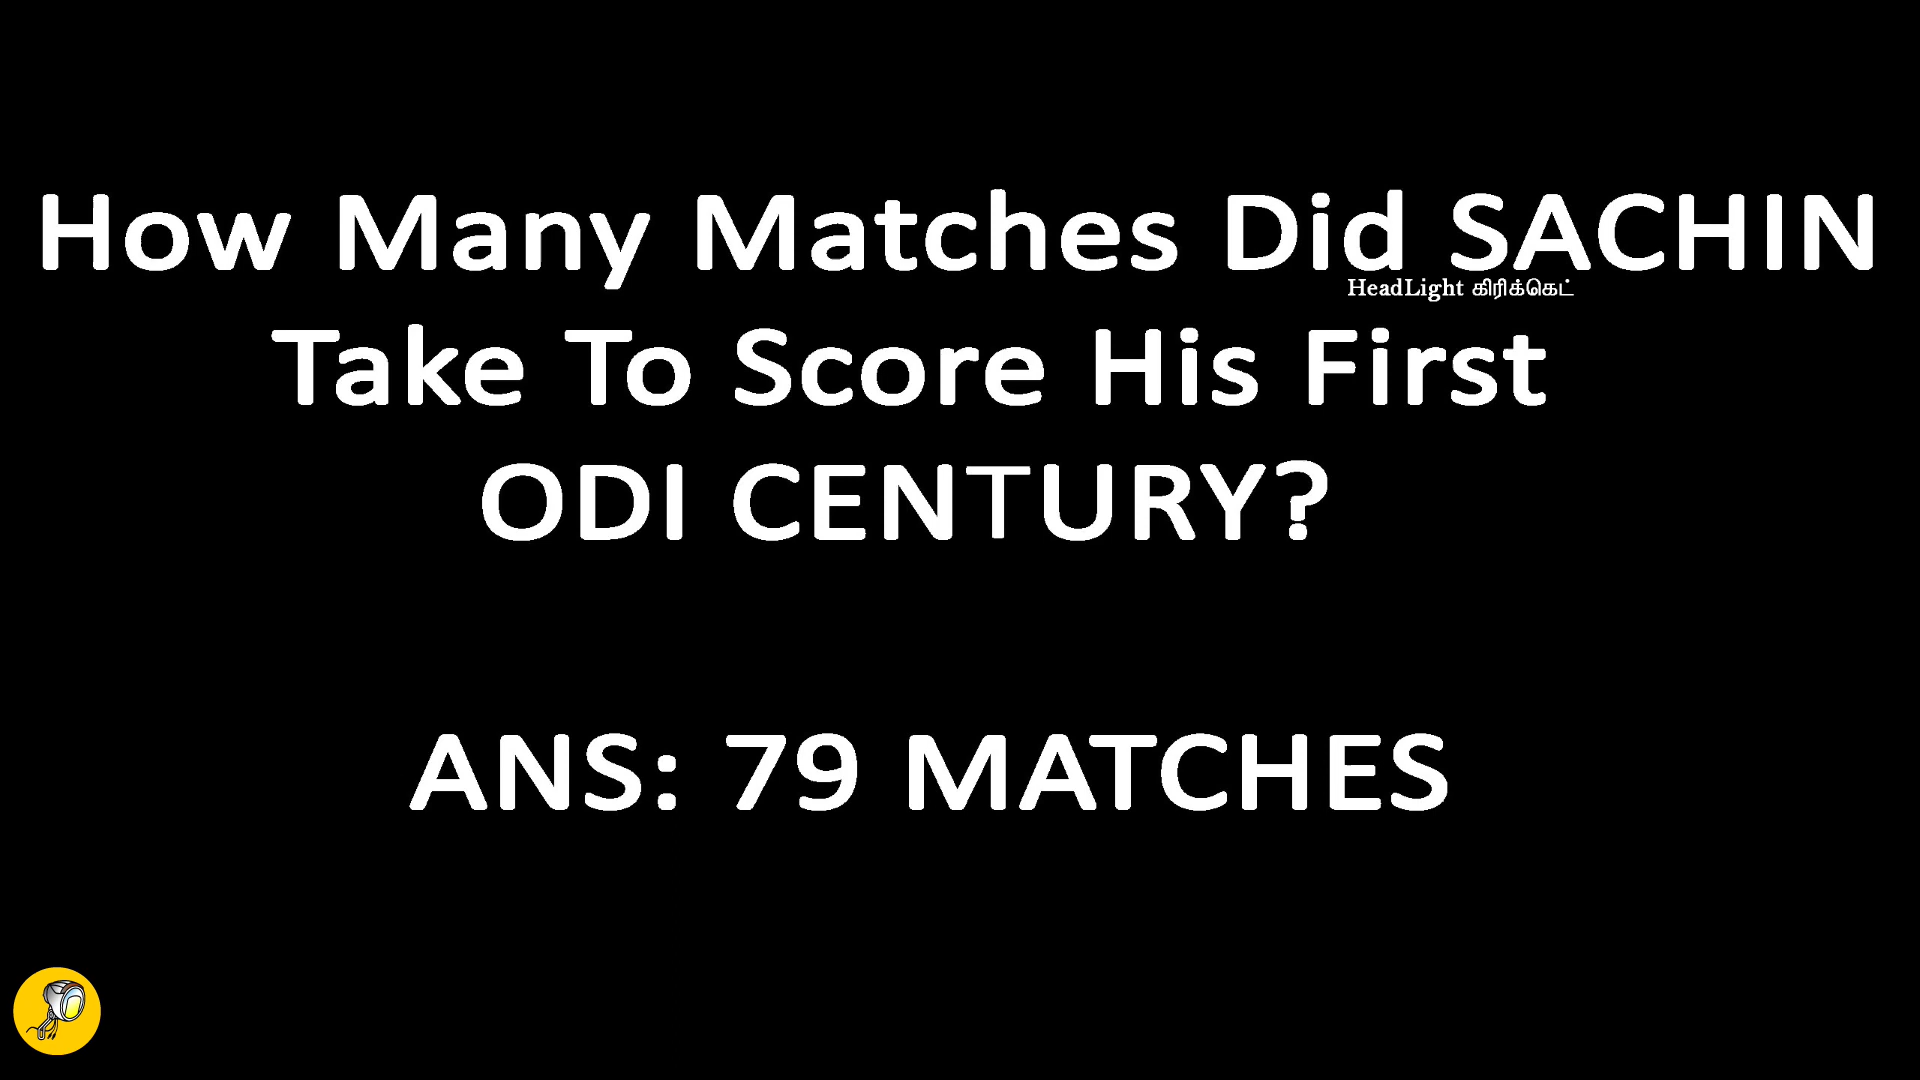 How Many Matches Did SACHIN
HeadLight கிரிக்கெட்
Take To Score His First
ODI CENTURY?
ANS: 79 MATCHES